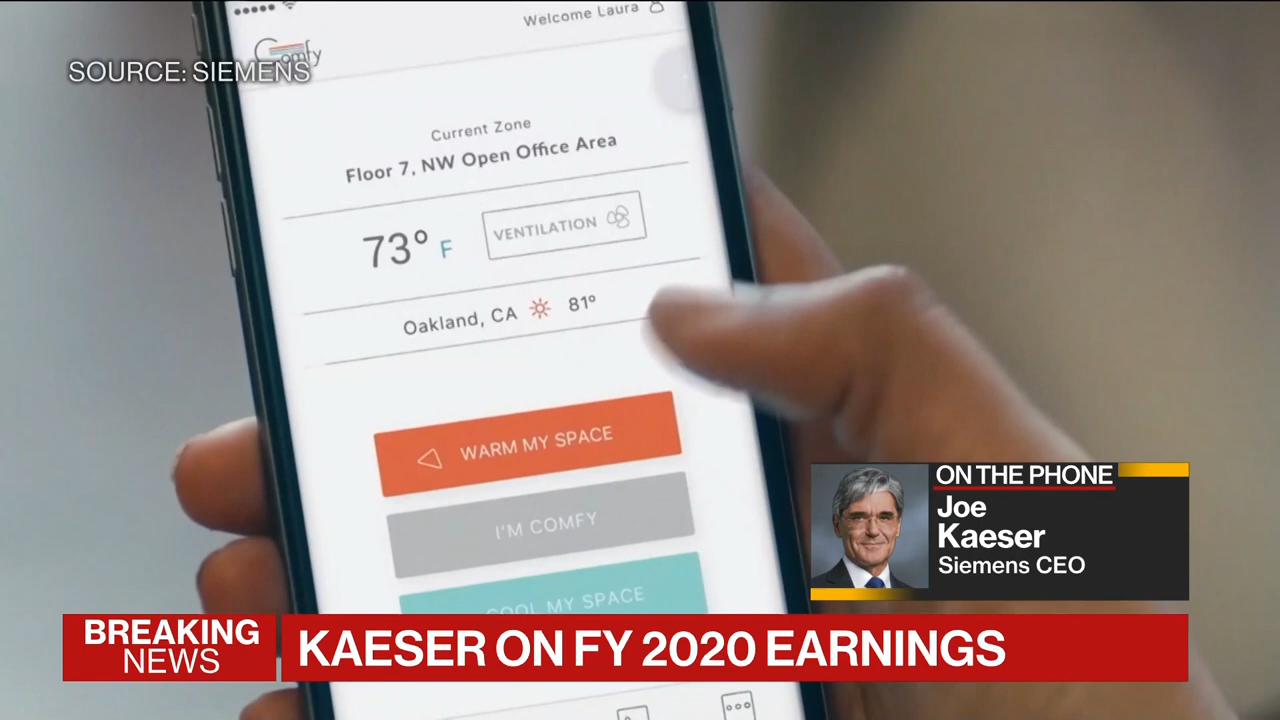 Welcome Laura
Comfy
SOURCE: SIEMENS
Current Zone
Floor 7, NW Open Office Area
73° F
VENTILATION
Oakland, CA 81°
WARM MY SPACE
I'M COMFY
COOL MY SPACE
ON THE PHONE
Joe
Kaeser
Siemens CEO
BREAKING
NEWS
KAESER ON FY 2020 EARNINGS